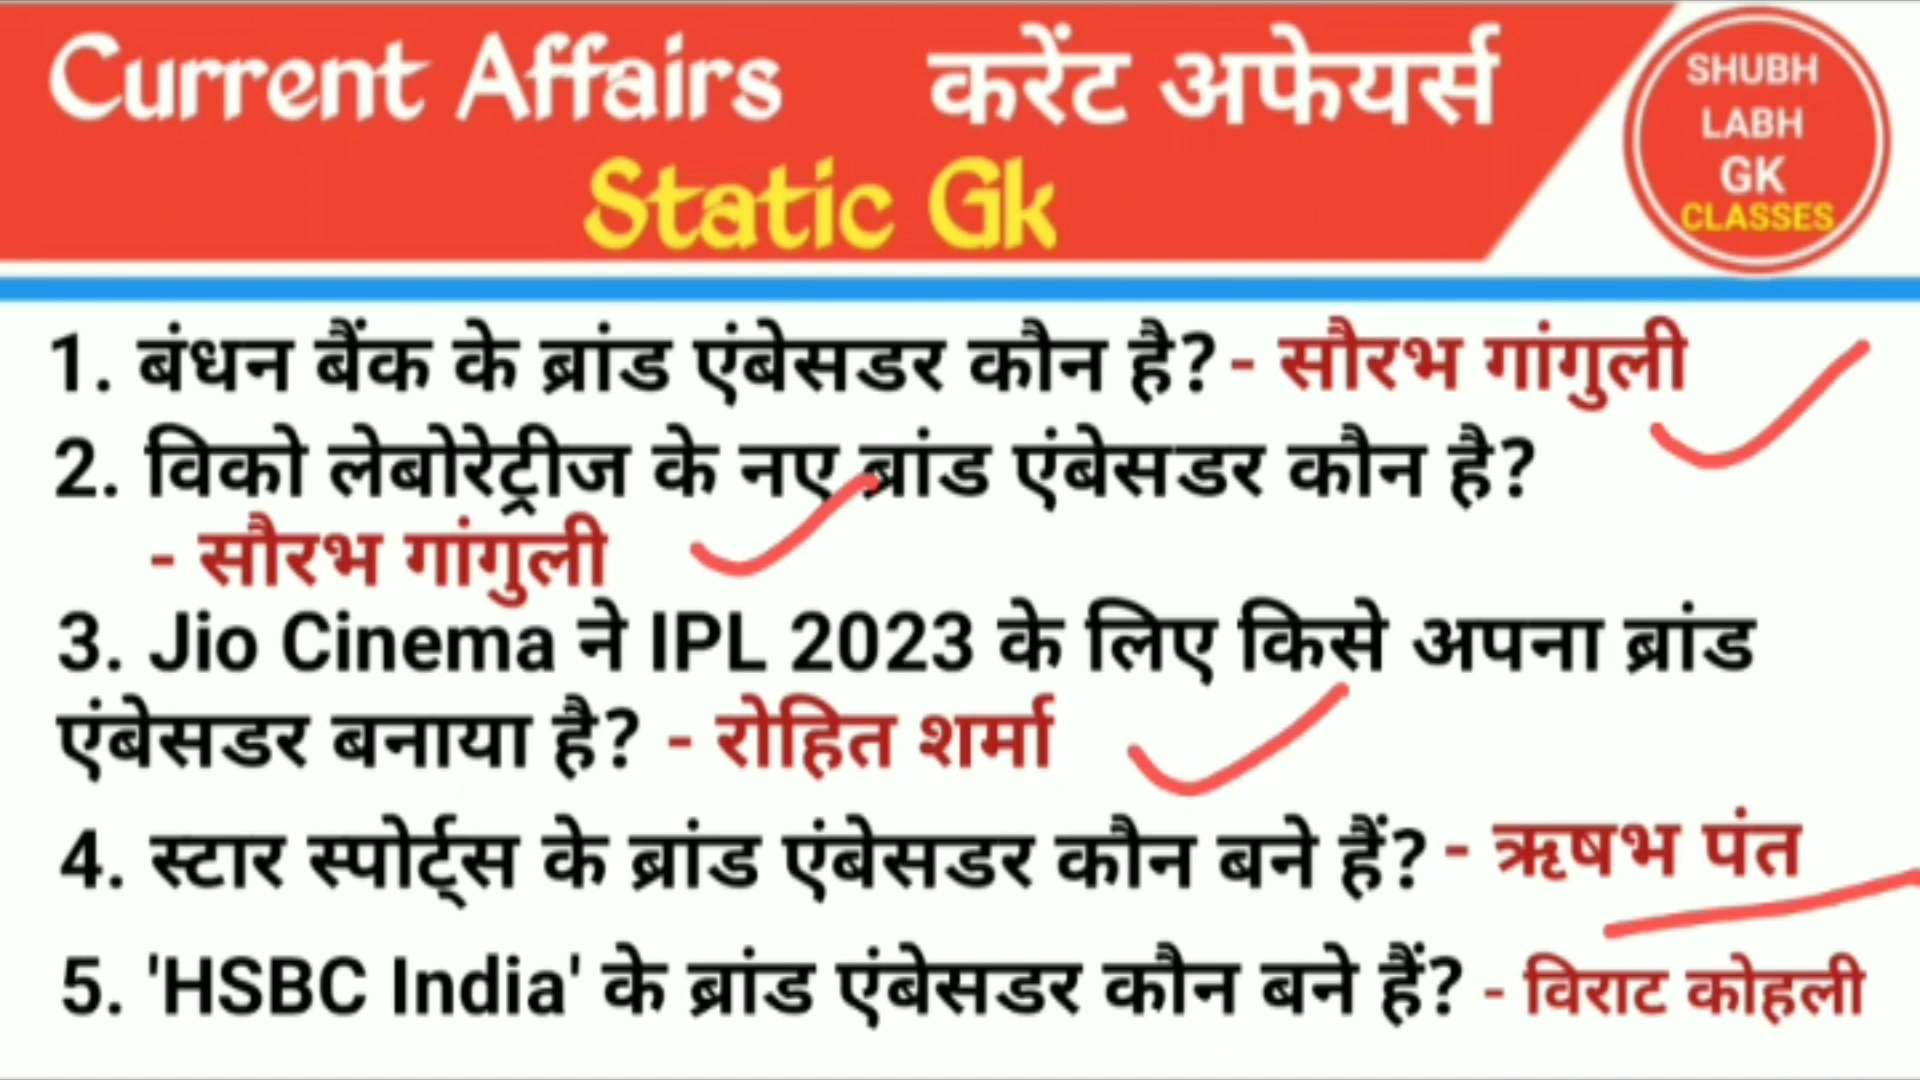 Current Affairs करेंट अफेयर्स
Static Gk
SHUBH
LABH
GK
CLASSES
1. बंधन बैंक के ब्रांड एंबेसडर कौन है? - सौरभ गांगुली
2. विको लेबोरेट्रीज के नए ब्रांड एंबेसडर कौन है?
- सौरभ गांगुली
3. Jio Cinema ने IPL 2023 के लिए किसे अपना ब्रांड
एंबेसडर बनाया है? - रोहित शर्मा
4. स्टार स्पोर्ट्स के ब्रांड एंबेसडर कौन बने हैं? - ऋषभ पंत
5. 'HSBC India' के ब्रांड एंबेसडर कौन बने हैं? - विराट कोहली